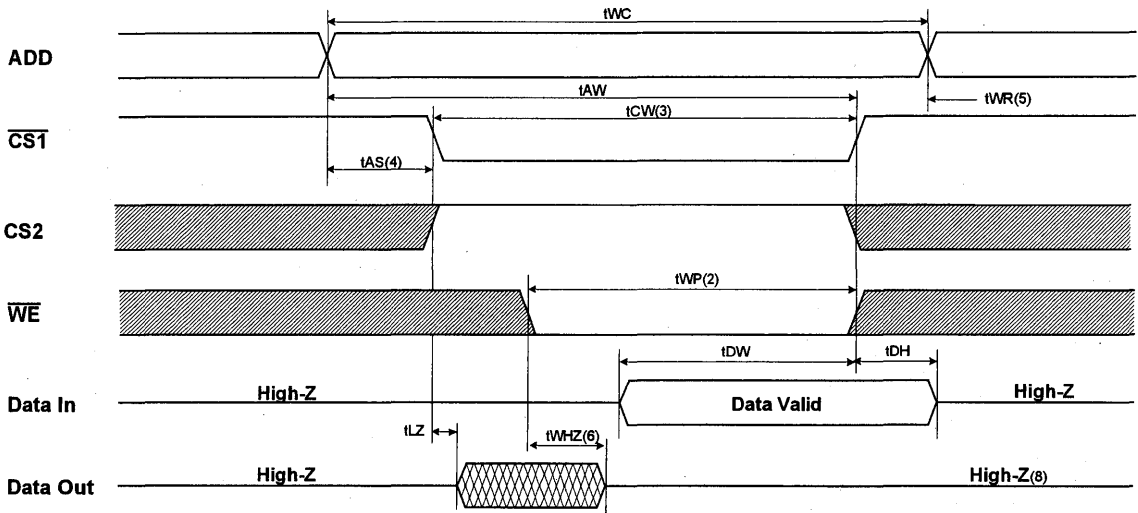 tWC
ADD
tAW
tWR(5)
tCW(3)
CS1
tAS(4)
CS2
tWP(2)
WE
tDW
tDH
High-Z
High-Z
Data In
Data Valid
tLZ
tWHZ(6)
High-Z
High-Z(8)
Data Out